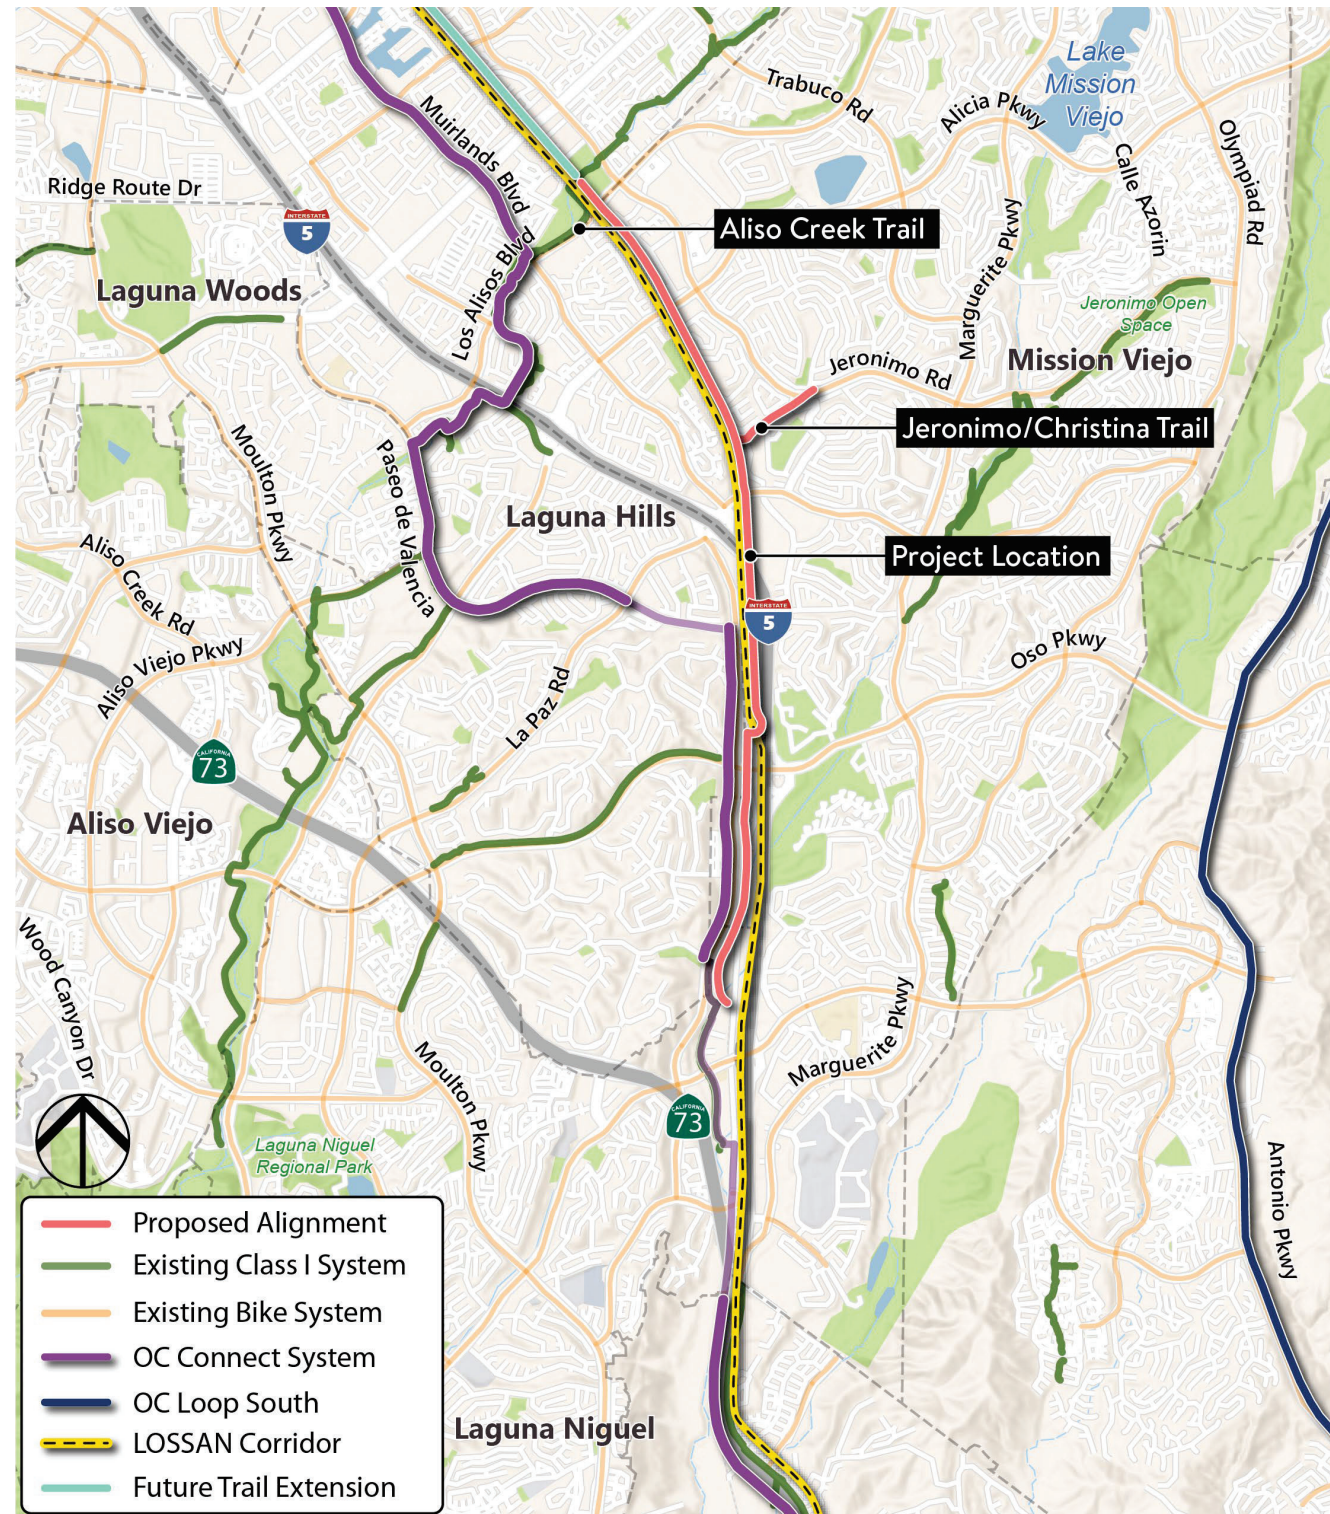 Lake
Mission
Viejo
Trabuco Rd
Alicia Pkwy
Muirlands Blvd
Calle Azorin
Olympiad Rd
Ridge Route Dr
INTERSTATE
5
Aliso Creek Trail
Los Alisos Blvd
Marguerite Pkwy
Laguna Woods
Jeronimo Open
Space
Mission Viejo
Jeronimo Rd
Jeronimo/Christina Trail
Moulton Pkwy
Paseo de Valencia
Laguna Hills
Project Location
Aliso Creek Rd
INTERSTATE
5
Oso Pkwy
Aliso Viejo Pkwy
La Paz Rd
CALIFORNIA
73
Aliso Viejo
Wood Canyon Dr
Marguerite Pkwy
Moulton Pkwy
CALIFORNIA
73
Laguna Niguel
Regional Park
Antonio Pkwy
Laguna Niguel
Proposed Alignment
Existing Class I System
Existing Bike System
OC Connect System
OC Loop South
LOSSAN Corridor
Future Trail Extension